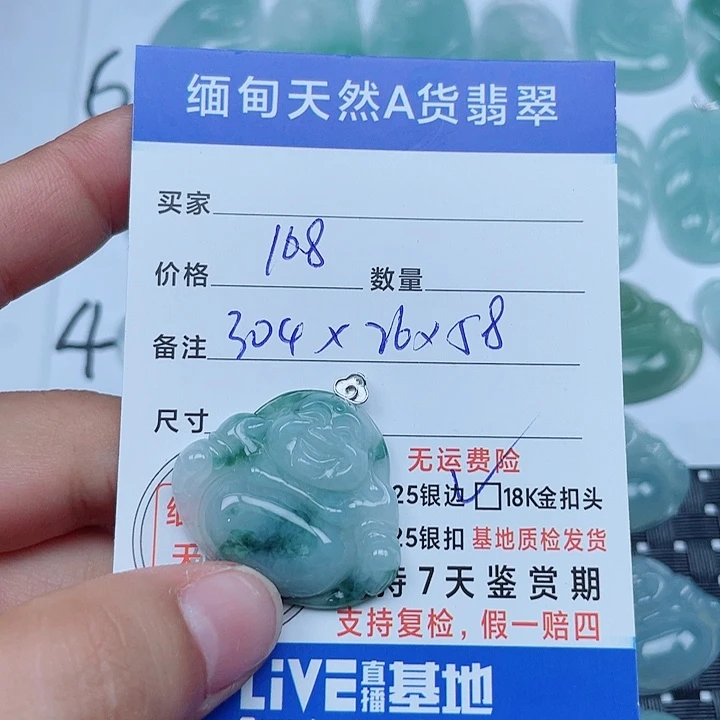 6
4
缅甸天然A货翡翠
买家
价格 168 数量
备注 304×26×58
尺寸
无运费险
25银边 ☐18K金扣头
25银扣 基地质检发货
持7天鉴赏期
支持复检，假一赔四
LiVE直播基地